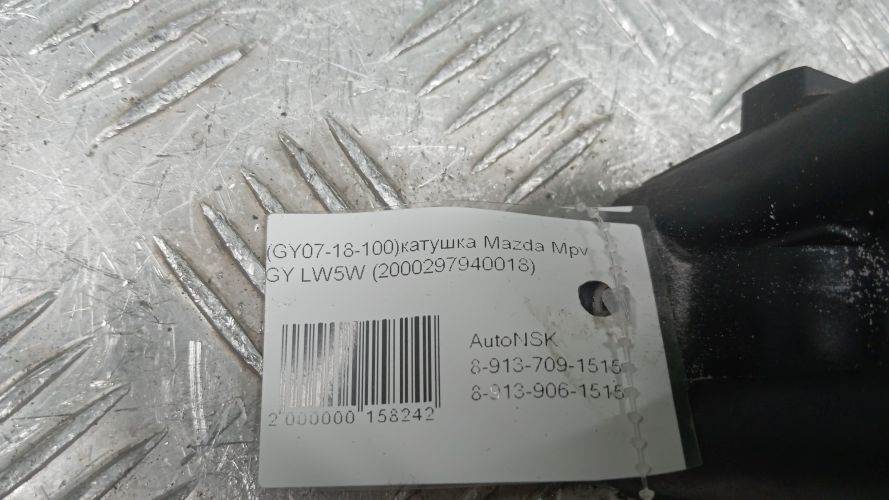 (GY07-18-100)катушка Mazda Mpv
GY LW5W (2000297940018)
AutoNSK
8-913-709-1515
8-913-906-1515
2 000000 158242